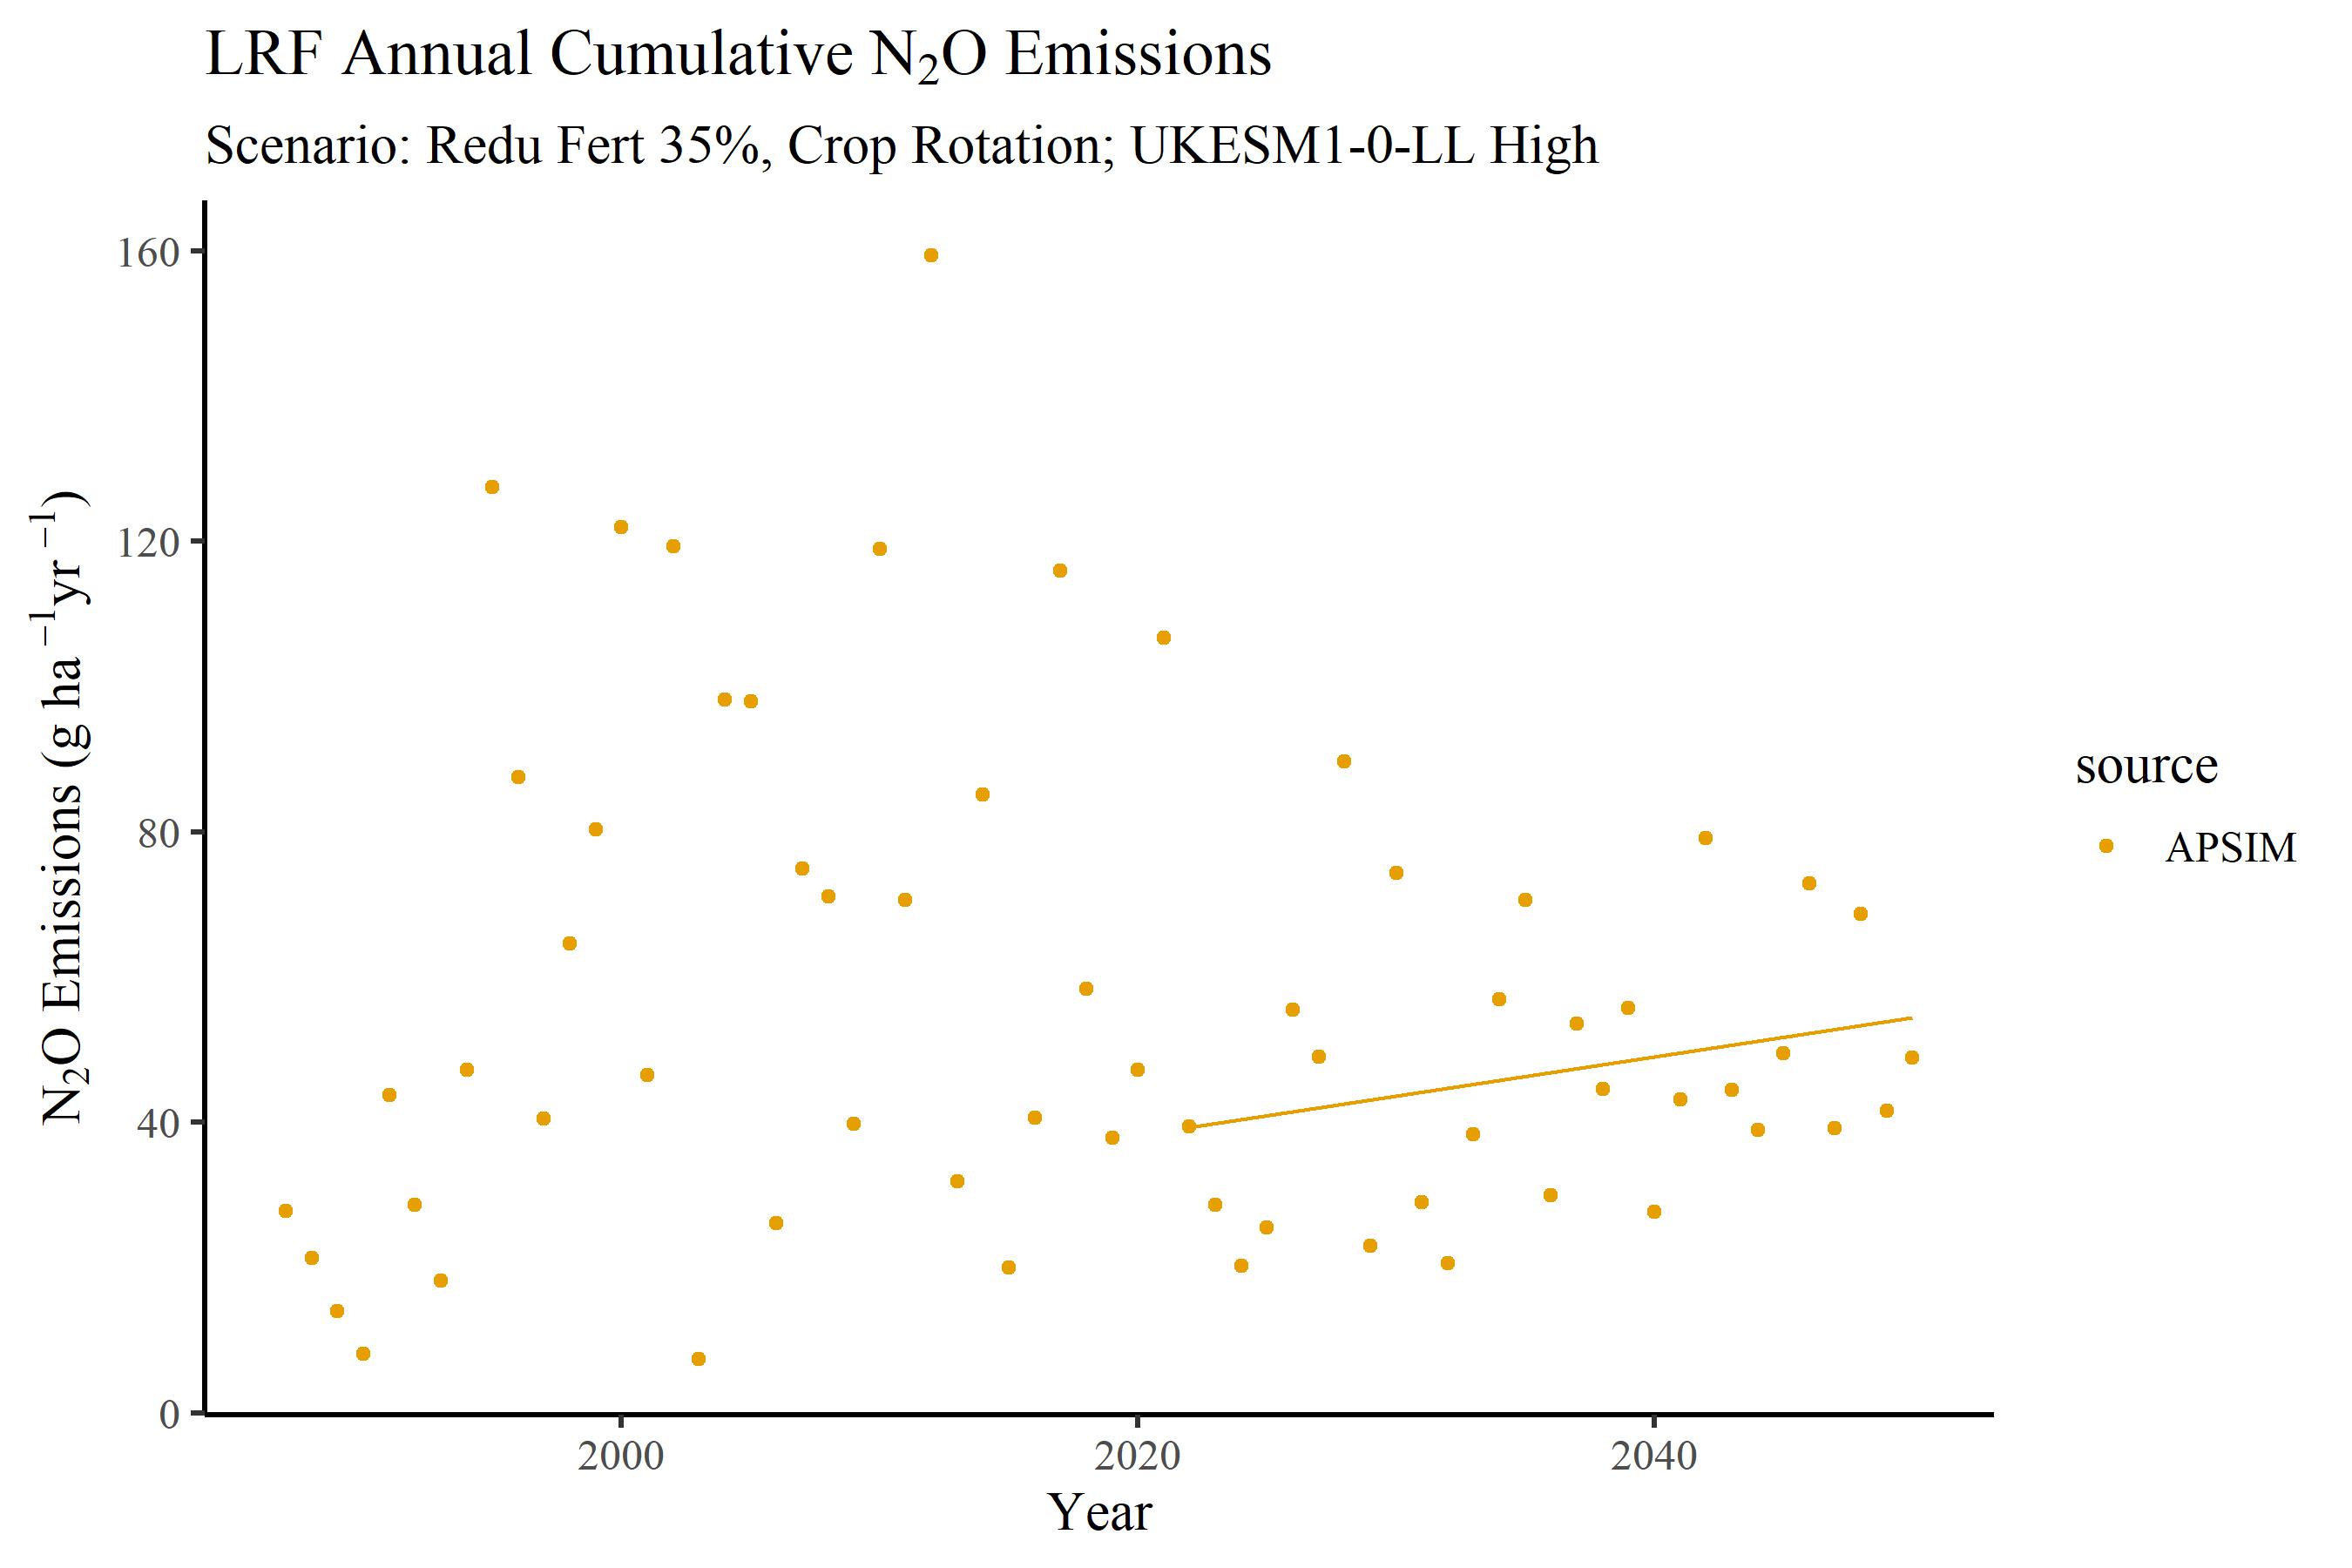 LRF Annual Cumulative N₂O Emissions
Scenario: Redu Fert 35%, Crop Rotation; UKESM1-0-LL High
N₂O Emissions (g ha ⁻¹yr ⁻¹)
160
120
80
40
0
2000 2020 2040
Year
source
APSIM